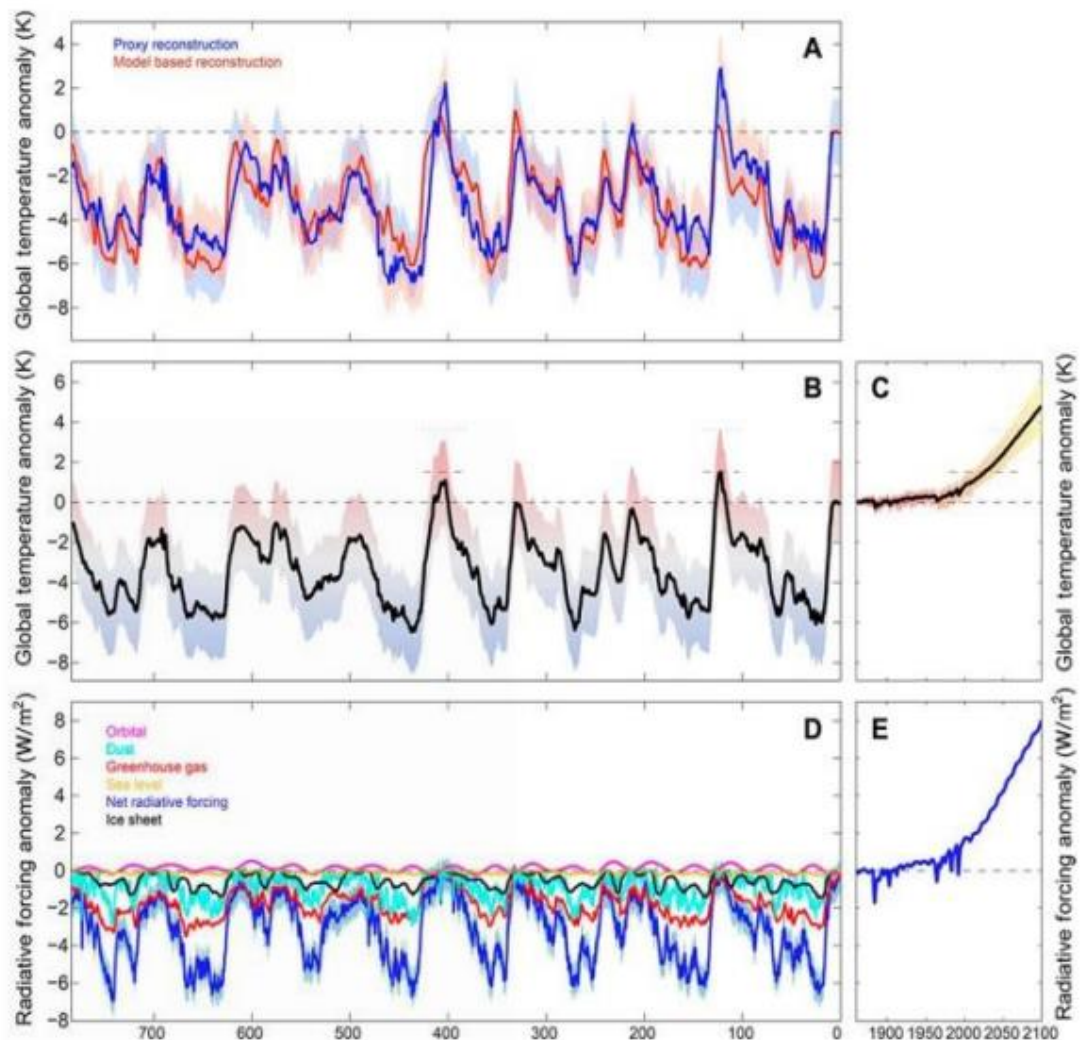 Global temperature anomaly (K)
4
2
0
−2
−4
−6
−8
Proxy reconstruction
Model based reconstruction
A
Global temperature anomaly (K)
6
4
2
0
−2
−4
−6
−8
B
C
Global temperature anomaly (K)
Radiative forcing anomaly (W/m²)
8
6
4
2
0
−2
−4
−6
−8
Orbital
Dust
Greenhouse gas
Sea level
Net radiative forcing
Ice sheet
D
E
Radiative forcing anomaly (W/m²)
700 600 500 400 300 200 100 0
1900 1950 2000 2050 2100